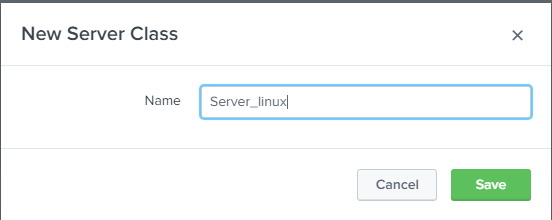 New Server Class
Name
Server_linux
Cancel
Save